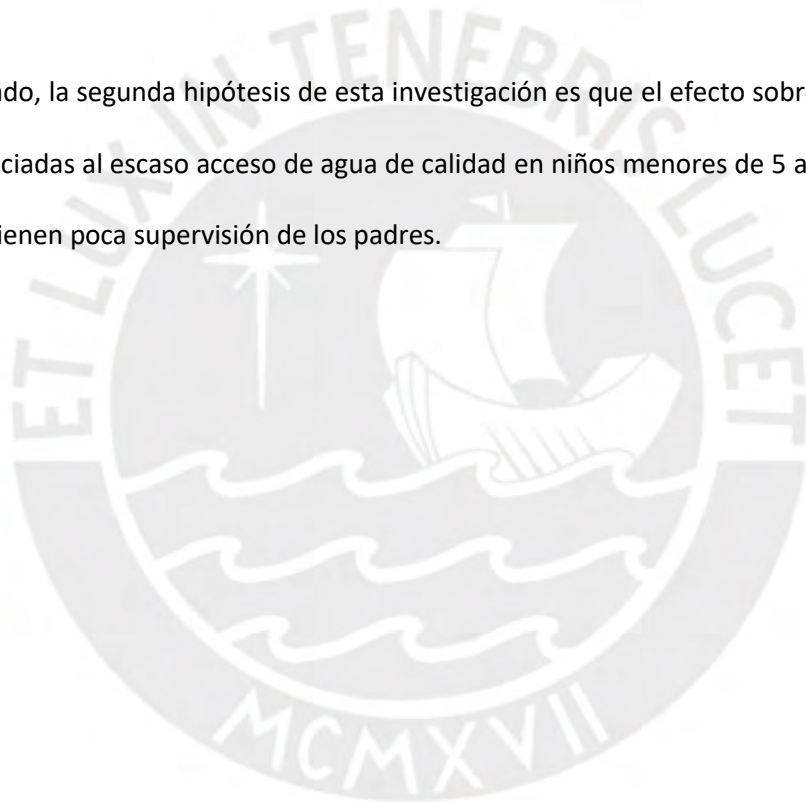 ado, la segunda hipótesis de esta investigación es que el efecto sobre
ciadas al escaso acceso de agua de calidad en niños menores de 5 a
ienen poca supervisión de los padres.
ET LUX IN TENEBRIS LUCET
MCMXVII